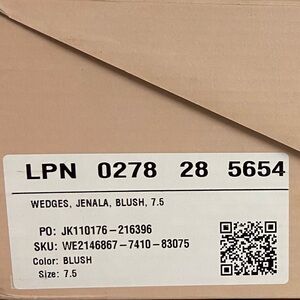 LPN 0278 28 5654
WEDGES, JENALA, BLUSH, 7.5
PO: JK110176-216396
SKU: WE2146867-7410-83075
Color: BLUSH
Size: 7.5